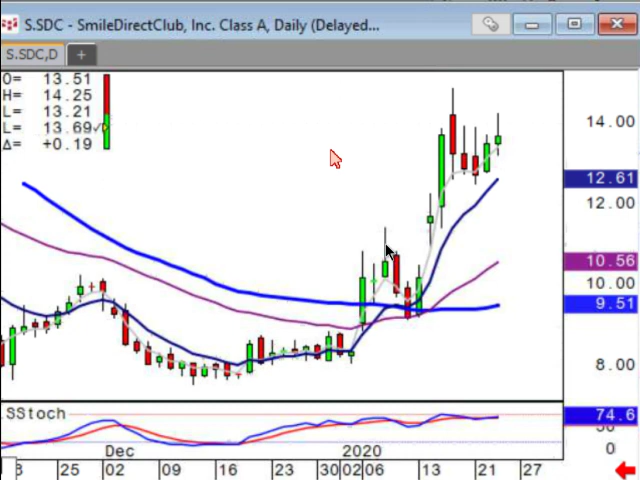 S.SDC - SmileDirectClub, Inc. Class A, Daily (Delayed...
S.SDC,D +
O= 13.51
H= 14.25
L= 13.21
L= 13.69
Δ= +0.19
14.00
12.61
12.00
10.56
10.00
9.51
8.00
SStoch
74.6
0
Dec 2020
25 02 09 16 23 30 02 06 13 21 27